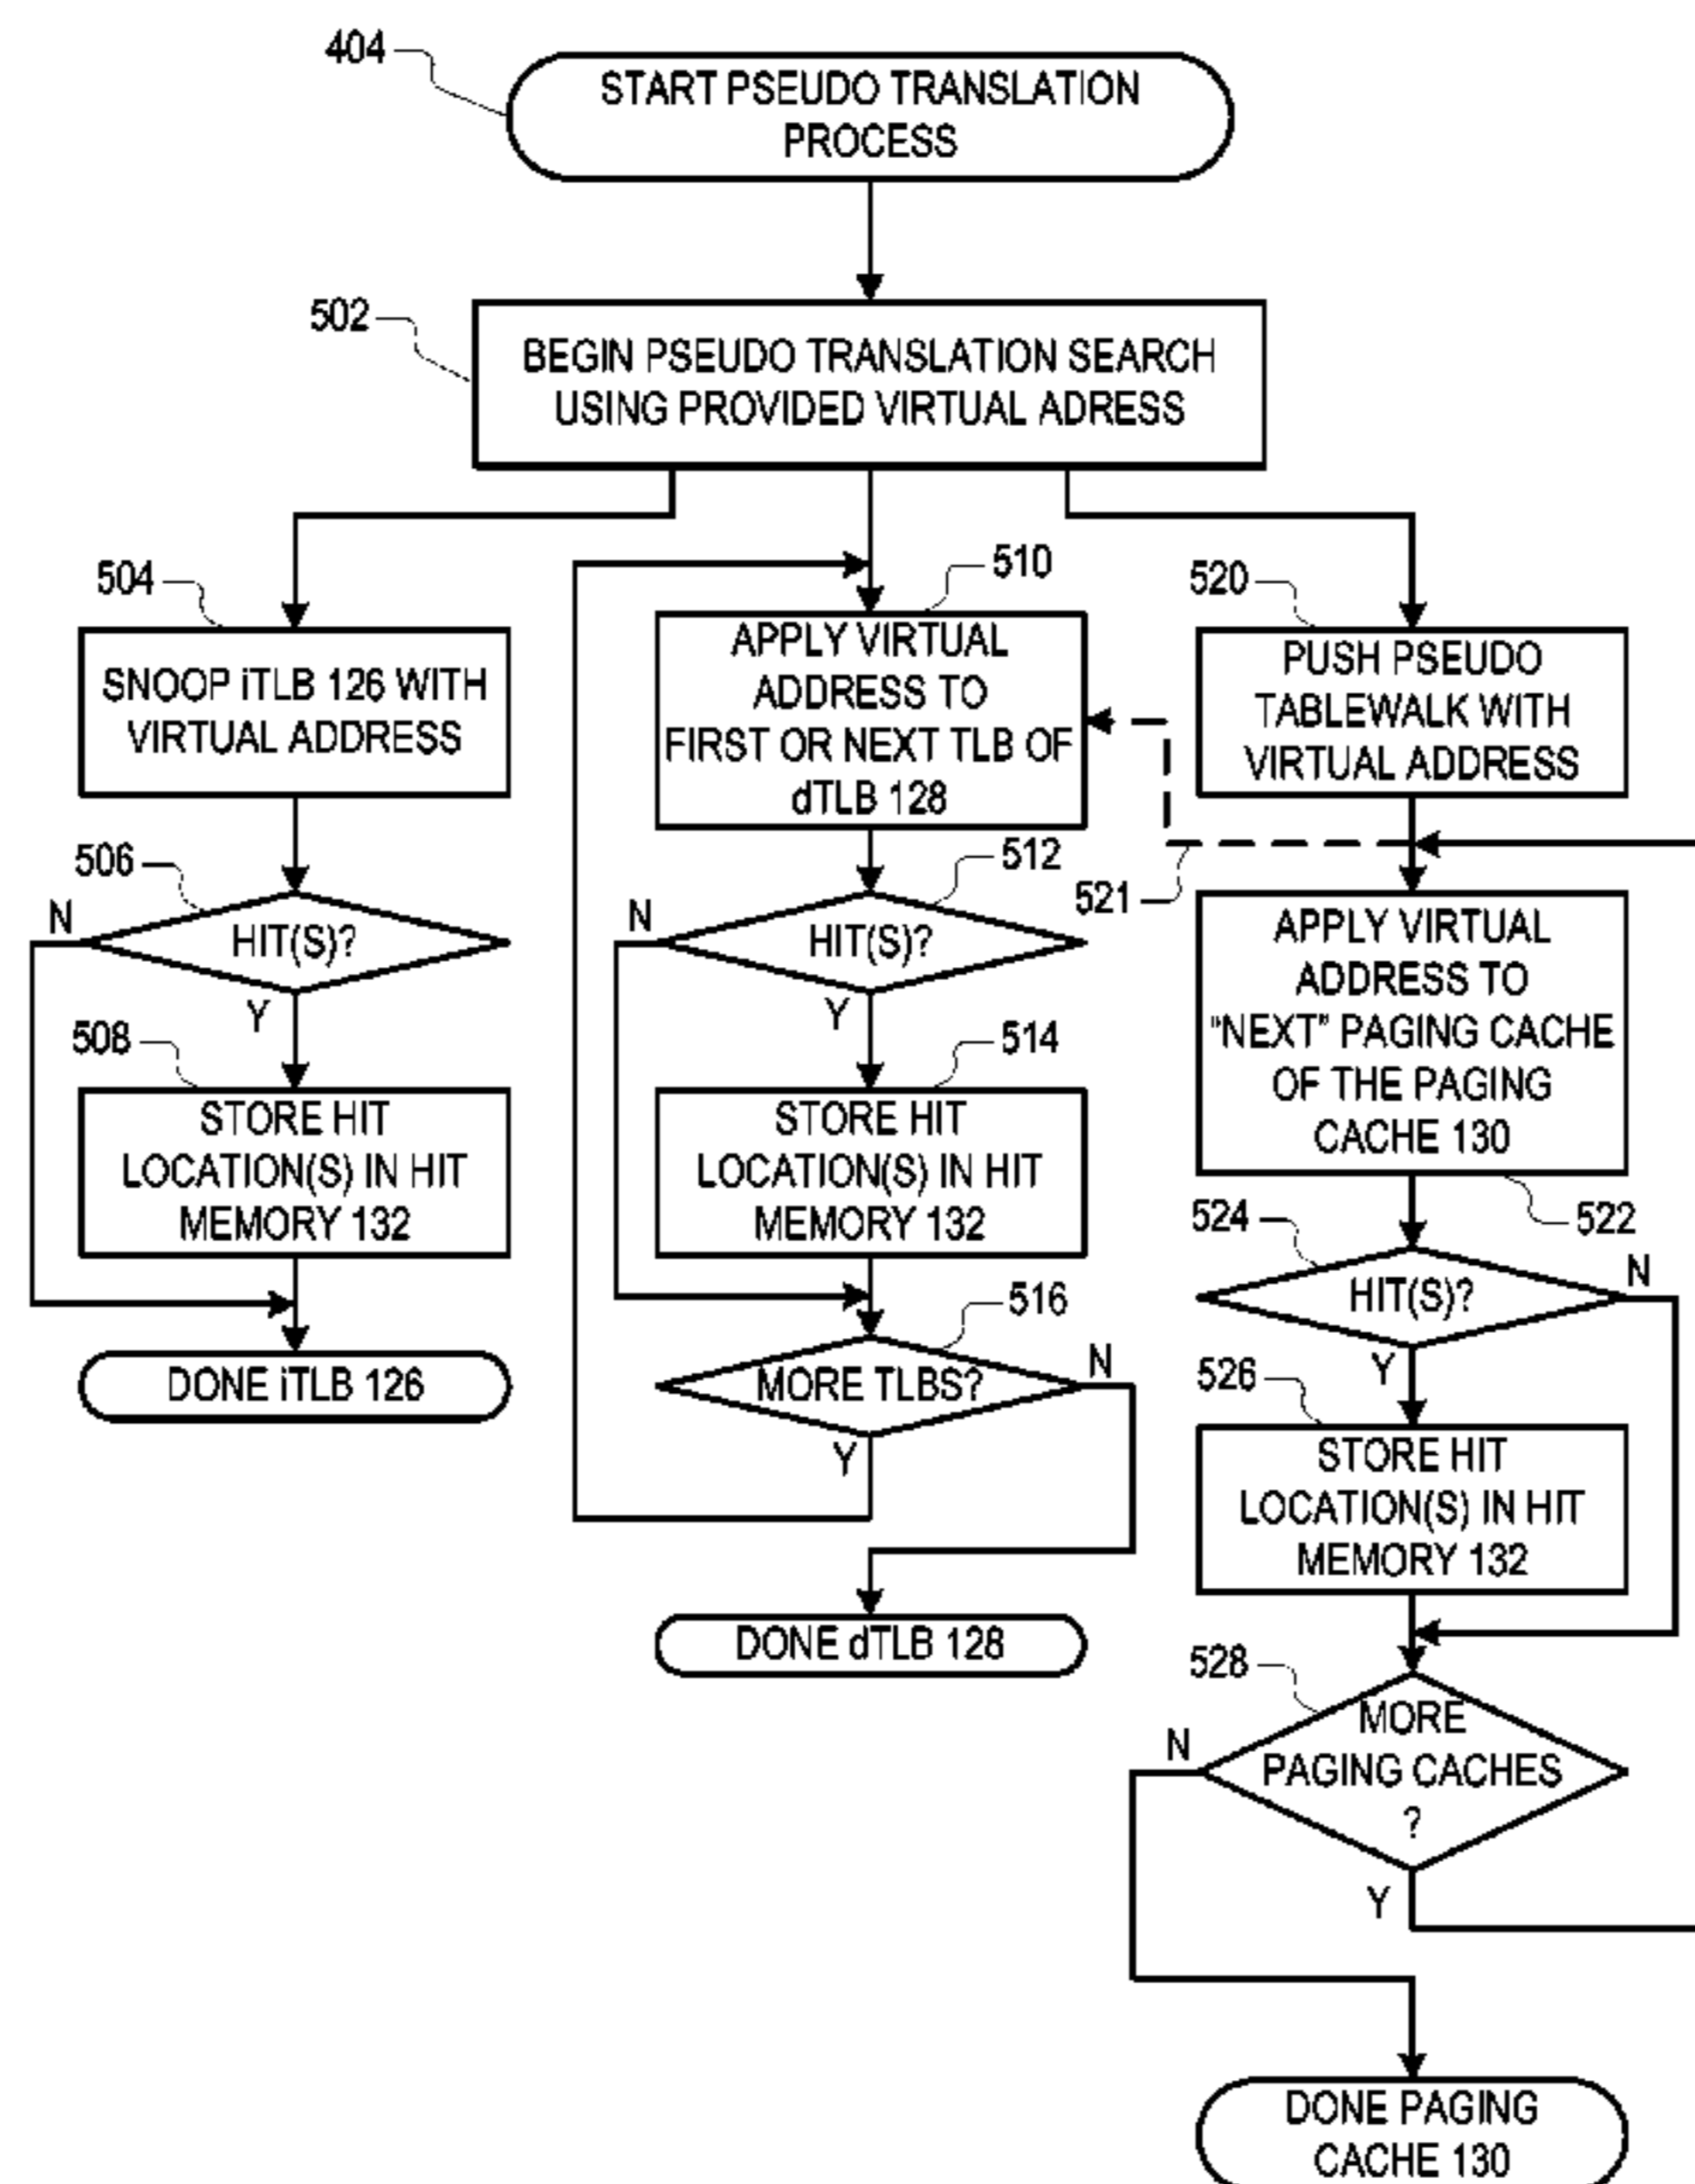 404
START PSEUDO TRANSLATION
PROCESS
502
BEGIN PSEUDO TRANSLATION SEARCH
USING PROVIDED VIRTUAL ADRESS
504
SNOOP iTLB 126 WITH
VIRTUAL ADDRESS
506
HIT(S)?
N
Y
508
STORE HIT
LOCATION(S) IN HIT
MEMORY 132
DONE iTLB 126
510
APPLY VIRTUAL
ADDRESS TO
FIRST OR NEXT TLB OF
dTLB 128
512
HIT(S)?
N
Y
514
STORE HIT
LOCATION(S) IN HIT
MEMORY 132
516
MORE TLBS?
N
Y
DONE dTLB 128
520
PUSH PSEUDO
TABLEWALK WITH
VIRTUAL ADDRESS
521
APPLY VIRTUAL
ADDRESS TO
"NEXT" PAGING CACHE
OF THE PAGING
CACHE 130
522
524
HIT(S)?
N
Y
526
STORE HIT
LOCATION(S) IN HIT
MEMORY 132
528
MORE
PAGING CACHES
?
N
Y
DONE PAGING
CACHE 130